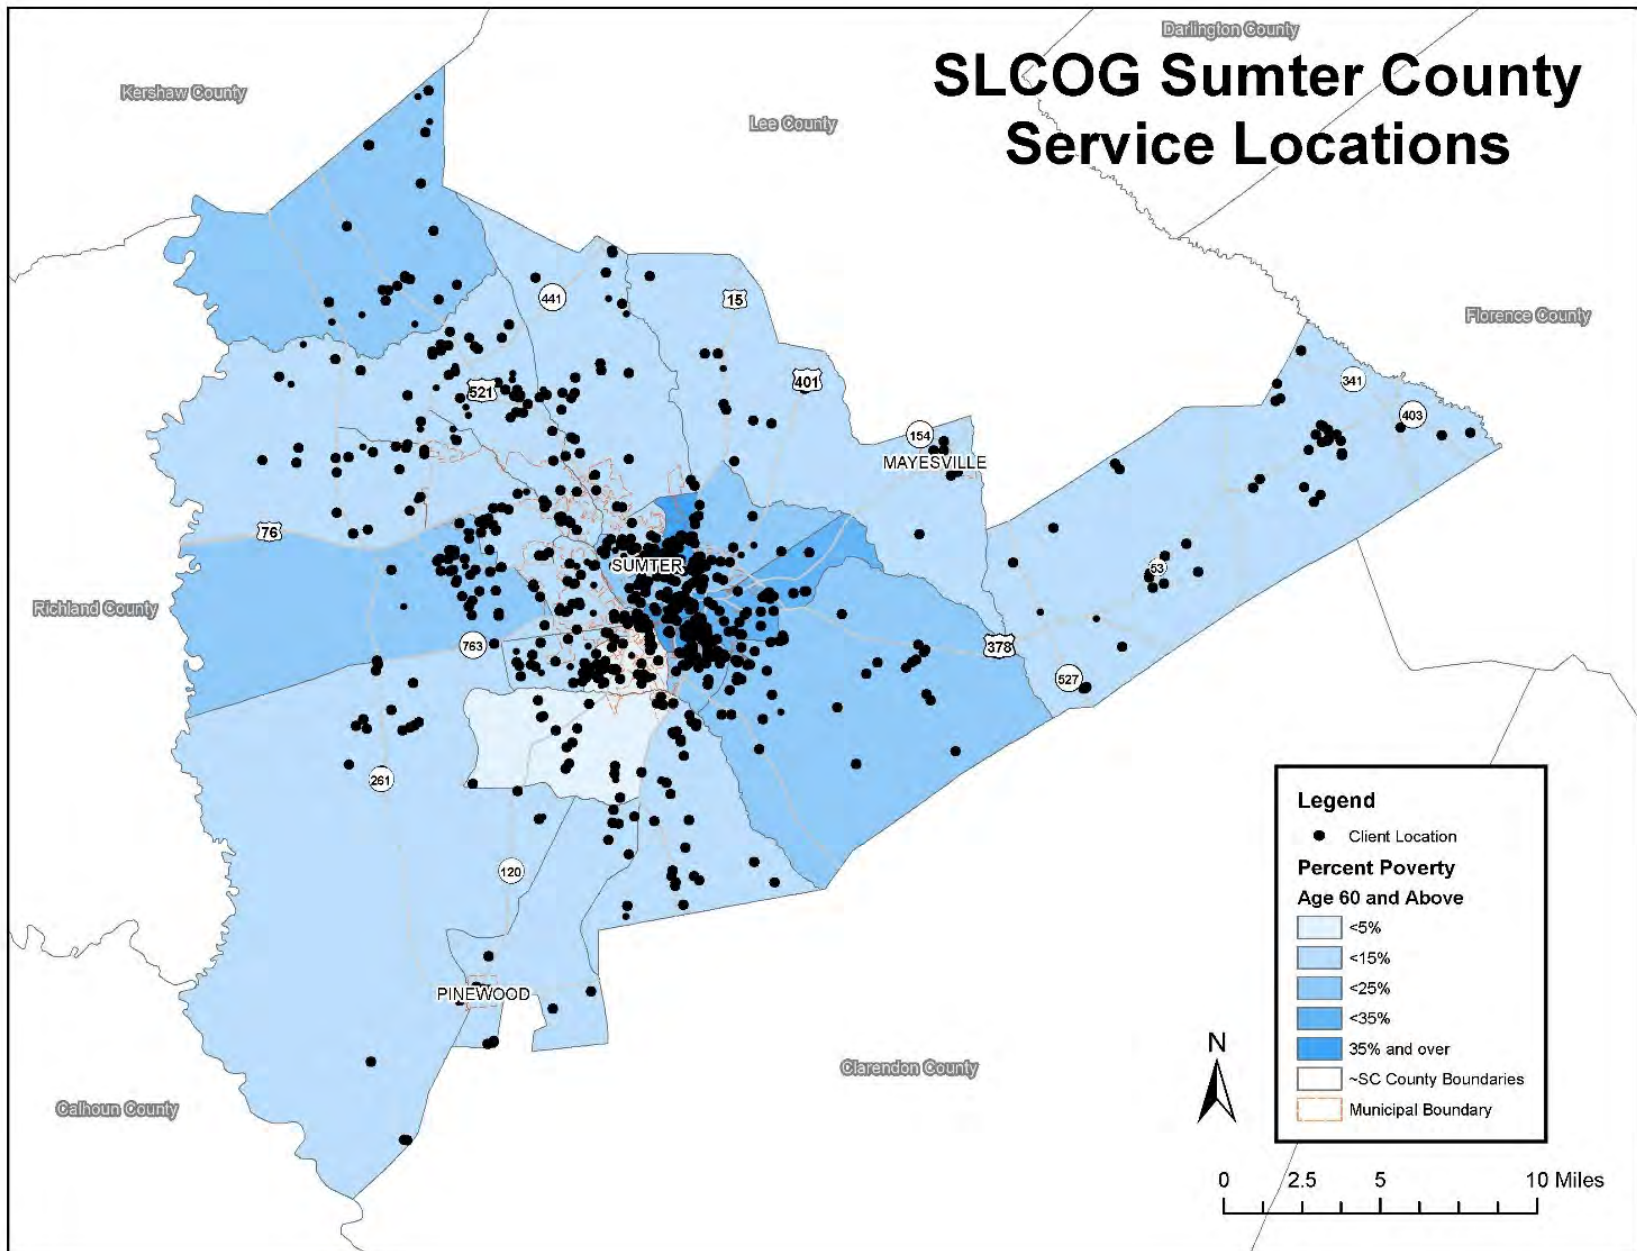 SLCOG Sumter County
Service Locations
Darlington County
Kershaw County
Lee County
441
15
Florence County
341
521
401
403
154
MAYESVILLE
76
SUMTER
53
Richland County
763
378
527
261
120
PINEWOOD
Clarendon County
Calhoun County
Legend
Client Location
Percent Poverty
Age 60 and Above
<5%
<15%
<25%
<35%
35% and over
~SC County Boundaries
Municipal Boundary
N
0 2.5 5 10 Miles